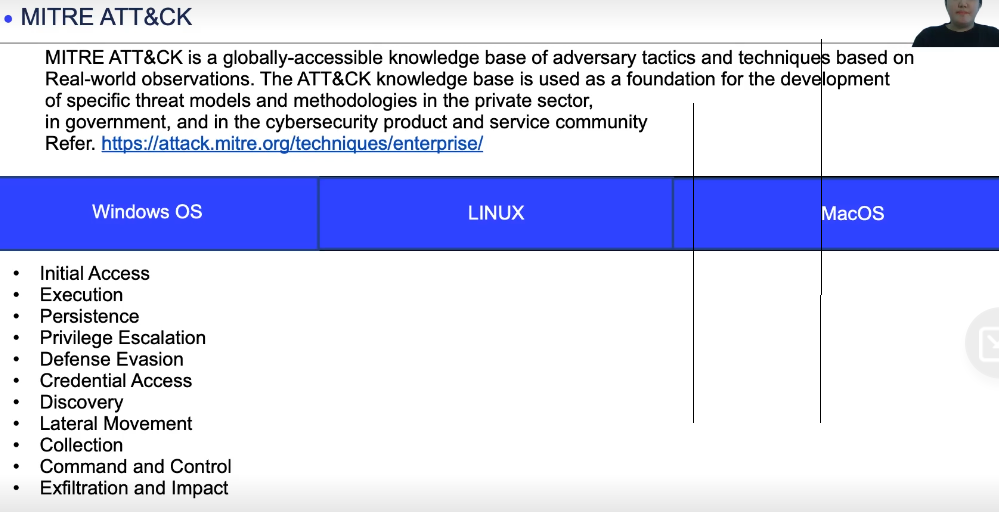 MITRE ATT&CK
MITRE ATT&CK is a globally-accessible knowledge base of adversary tactics and techniques based on
Real-world observations. The ATT&CK knowledge base is used as a foundation for the development
of specific threat models and methodologies in the private sector,
in government, and in the cybersecurity product and service community
Refer. https://attack.mitre.org/techniques/enterprise/
Windows OS
LINUX
MacOS
• Initial Access
• Execution
• Persistence
• Privilege Escalation
• Defense Evasion
• Credential Access
• Discovery
• Lateral Movement
• Collection
• Command and Control
• Exfiltration and Impact